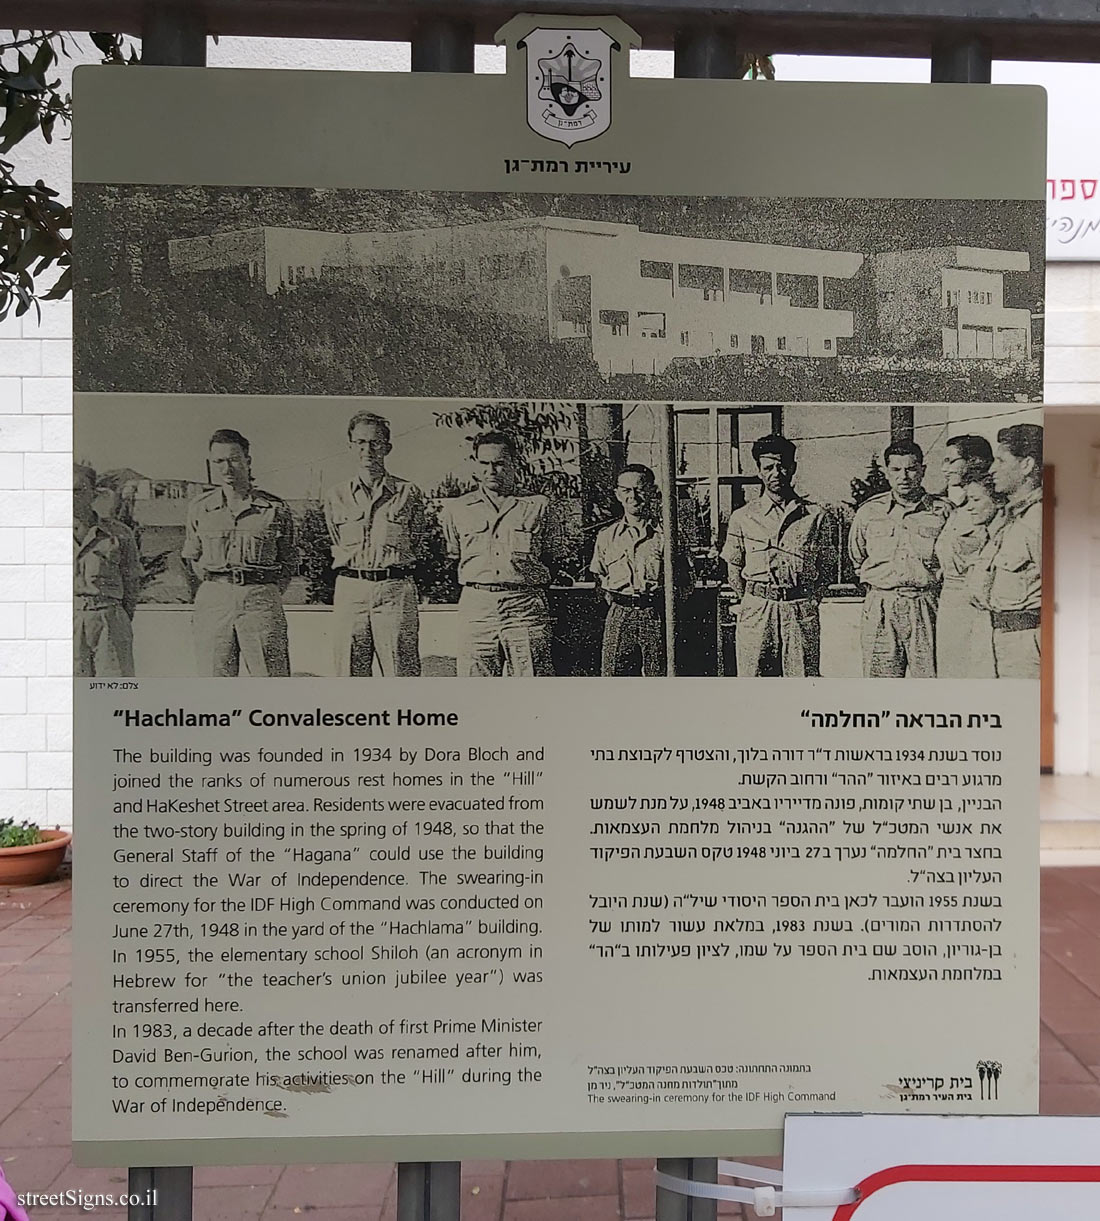 רמת-גן
עיריית רמת-גן
צלם: לא ידוע
"Hachlama" Convalescent Home
The building was founded in 1934 by Dora Bloch and
joined the ranks of numerous rest homes in the "Hill"
and HaKeshet Street area. Residents were evacuated from
the two-story building in the spring of 1948, so that the
General Staff of the "Hagana" could use the building
to direct the War of Independence. The swearing-in
ceremony for the IDF High Command was conducted on
June 27th, 1948 in the yard of the "Hachlama" building.
In 1955, the elementary school Shiloh (an acronym in
Hebrew for "the teacher's union jubilee year") was
transferred here.
In 1983, a decade after the death of first Prime Minister
David Ben-Gurion, the school was renamed after him,
to commemorate his activities on the "Hill" during the
War of Independence.
בית הבראה "החלמה"
נוסד בשנת 1934 בראשות ד"ר דורה בלוך, והצטרף לקבוצת בתי
מרגוע רבים באיזור "ההר" ורחוב הקשת.
הבניין, בן שתי קומות, פונה מדייריו באביב 1948, על מנת לשמש
את אנשי המטכ"ל של "ההגנה" בניהול מלחמת העצמאות.
בחצר בית "החלמה" נערך ב27 ביוני 1948 טקס השבעת הפיקוד
העליון בצה"ל.
בשנת 1955 הועבר לכאן בית הספר היסודי שיל"ה (שנת היובל
להסתדרות המורים). בשנת 1983, במלאת עשור למותו של
בן-גוריון, הוסב שם בית הספר על שמו, לציון פעילותו ב"הר"
במלחמת העצמאות.
בתמונה התחתונה: טכס השבעת הפיקוד העליון בצה"ל
מתוך "תולדות מחנה המטכ"ל", ניר מן
The swearing-in ceremony for the IDF High Command
בית קריניצי
בית העיר רמת-גן
streetSigns.co.il